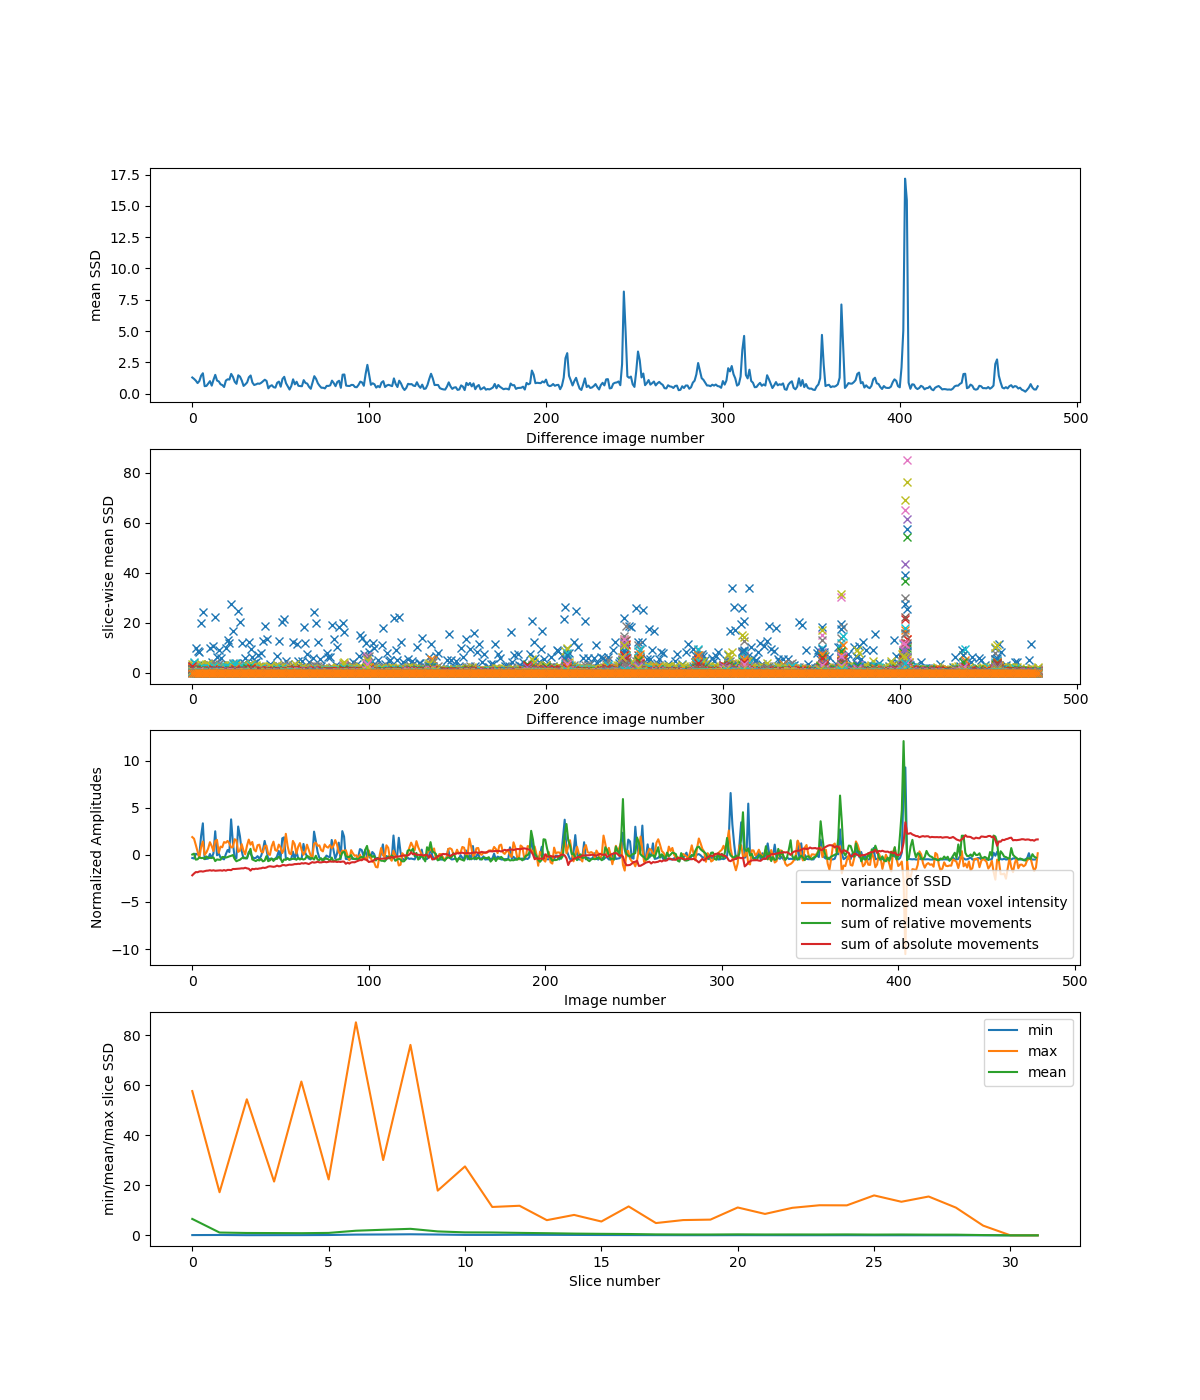 17.5
15.0
12.5
10.0
7.5
5.0
2.5
0.0
mean SSD
0 100 200 300 400 500
Difference image number
80
60
40
20
0
slice-wise mean SSD
0 100 200 300 400 500
Difference image number
10
5
0
−5
−10
Normalized Amplitudes
variance of SSD
normalized mean voxel intensity
sum of relative movements
sum of absolute movements
0 100 200 300 400 500
Image number
80
60
40
20
0
min/mean/max slice SSD
min
max
mean
0 5 10 15 20 25 30
Slice number